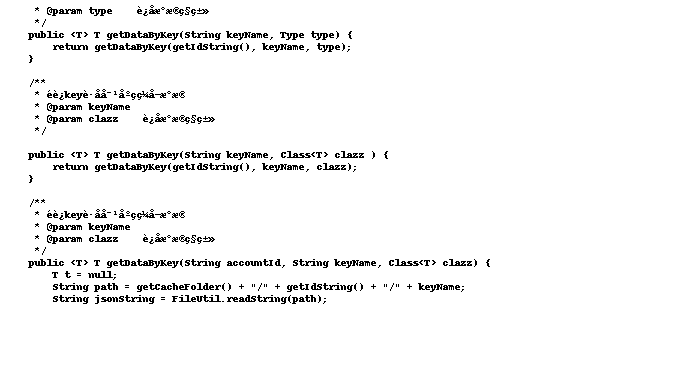 * @param type    è¿åæ°æ®ç§ç±»
*/
public <T> T getDataByKey(String keyName, Type type) {
return getDataByKey(getIdString(), keyName, type);
}
/**
* éè¿keyè·åå¯¹åºçç¼å­æ°æ®
* @param keyName
* @param clazz    è¿åæ°æ®ç§ç±»
*/
public <T> T getDataByKey(String keyName, Class<T> clazz ) {
return getDataByKey(getIdString(), keyName, clazz);
}
/**
* éè¿keyè·åå¯¹åºçç¼å­æ°æ®
* @param keyName
* @param clazz    è¿åæ°æ®ç§ç±»
*/
public <T> T getDataByKey(String accountId, String keyName, Class<T> clazz) {
T t = null;
String path = getCacheFolder() + "/" + getIdString() + "/" + keyName;
String jsonString = FileUtil.readString(path);